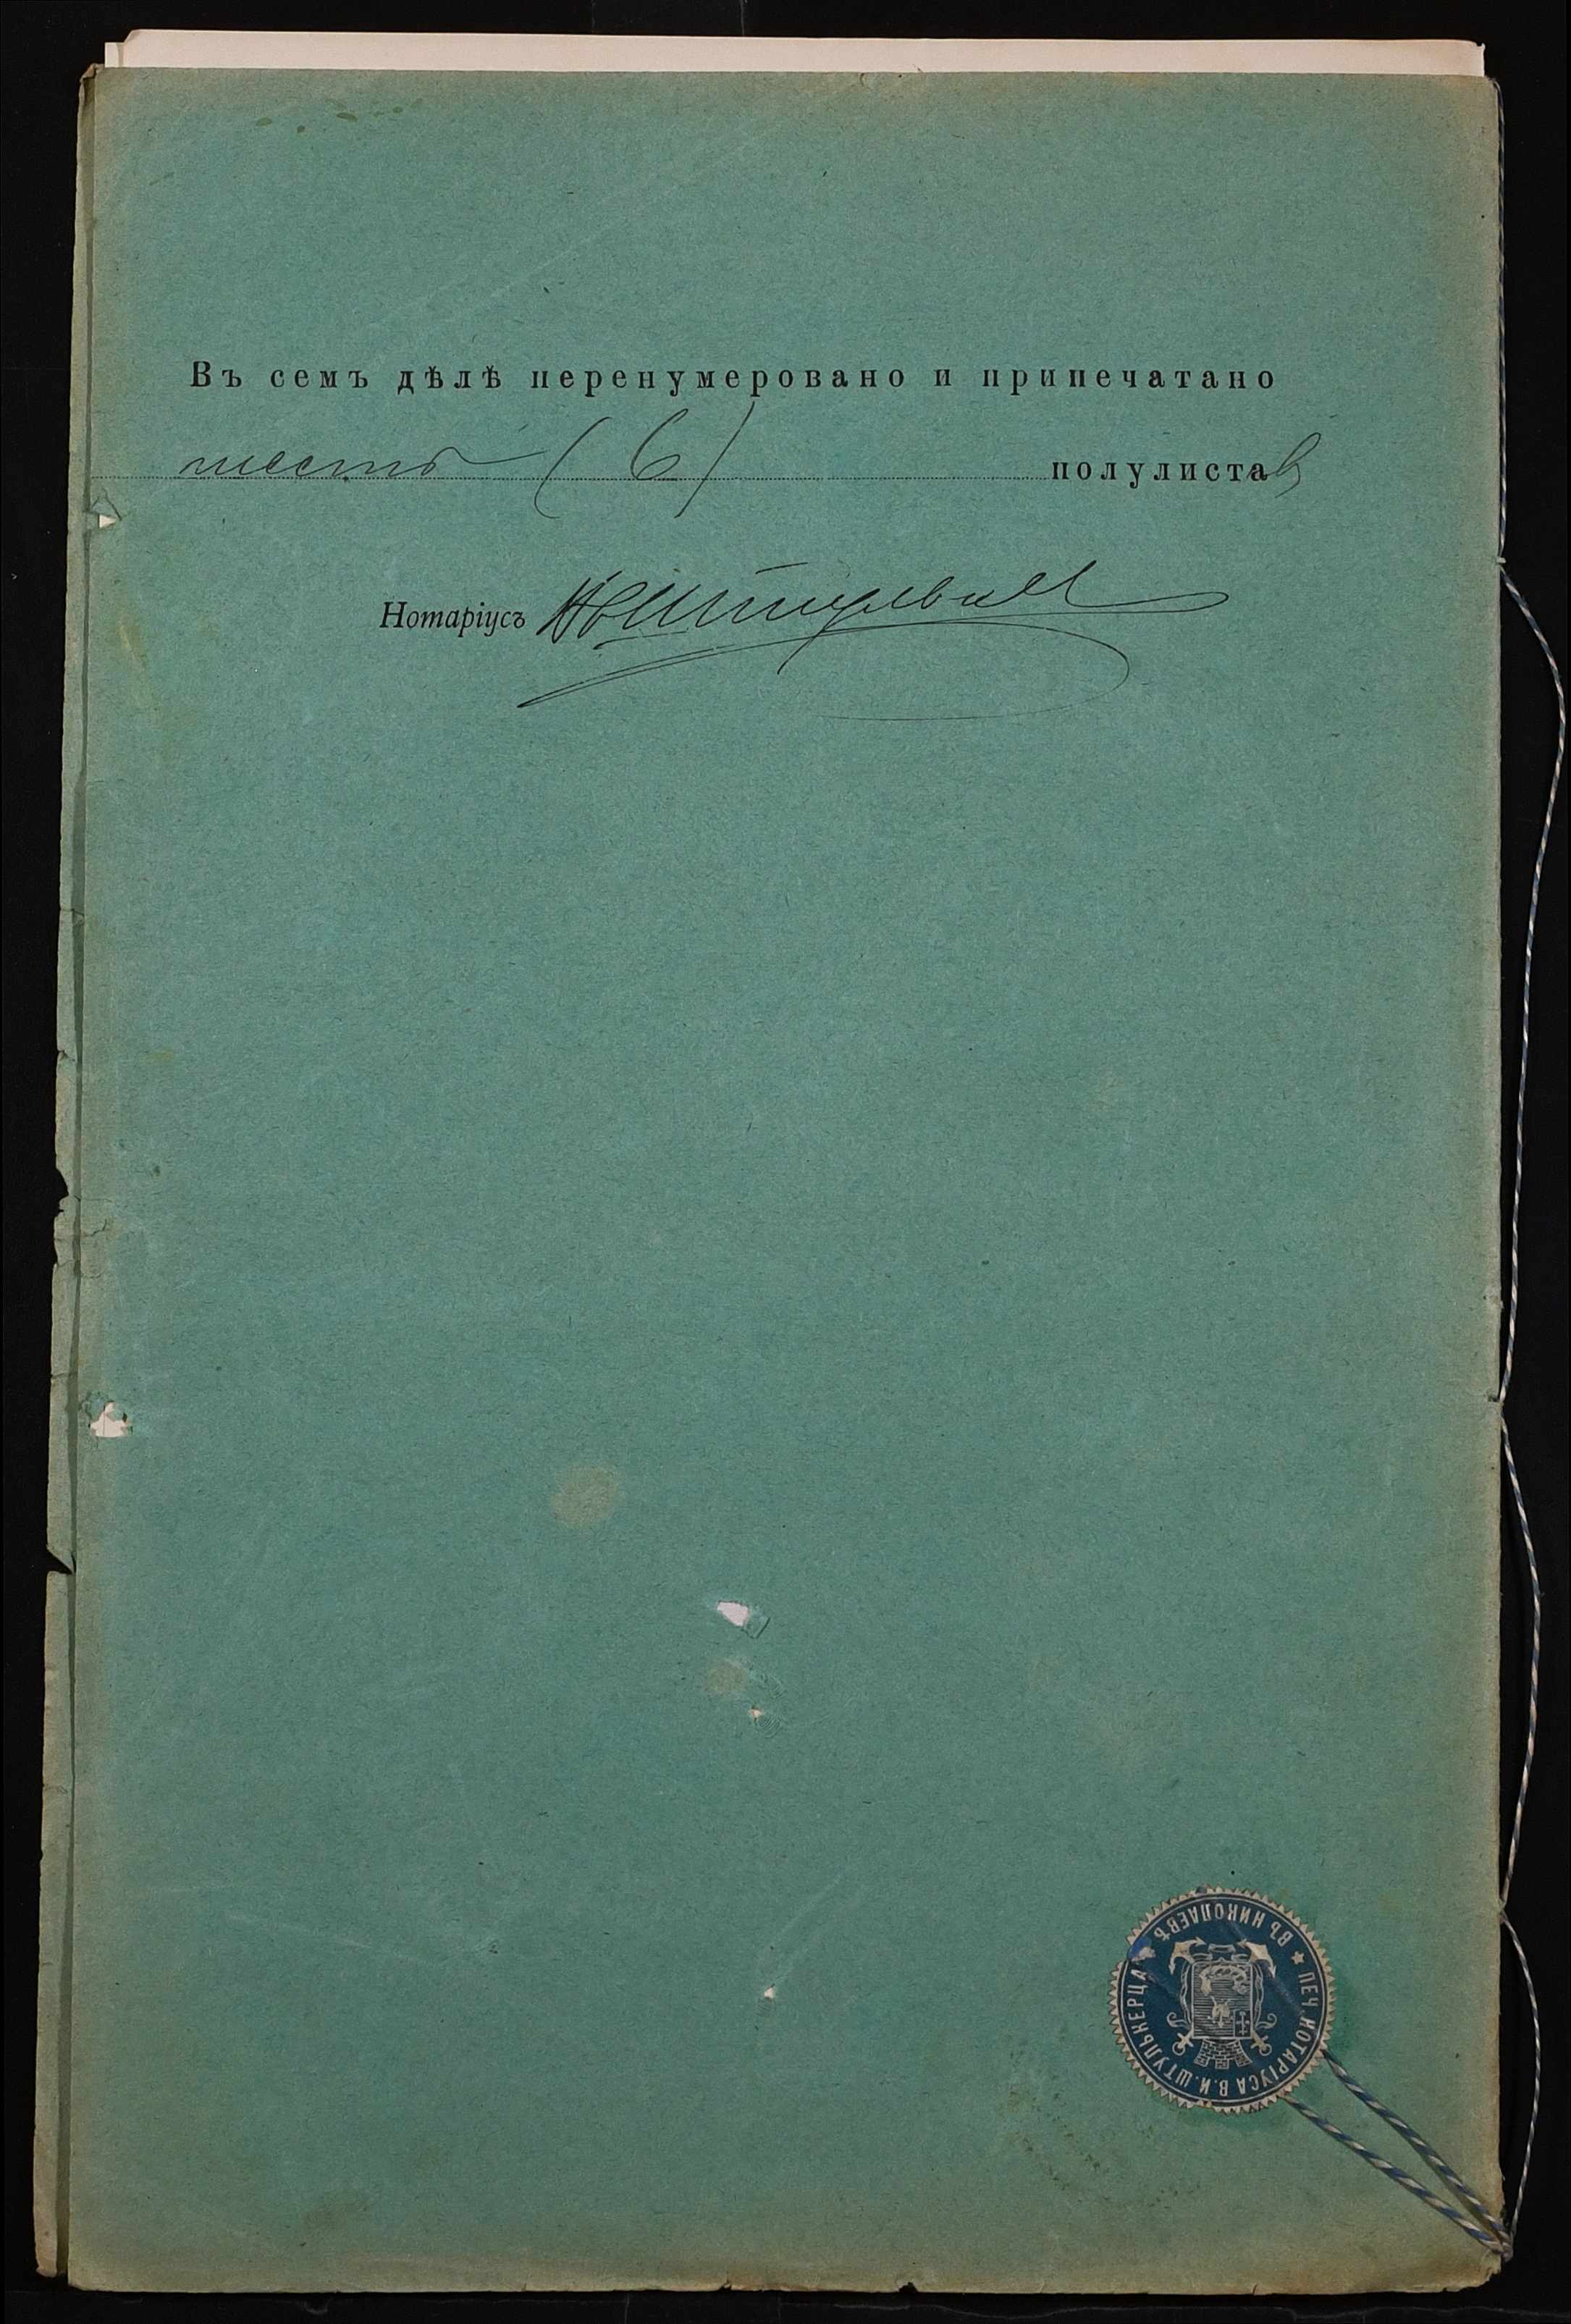 Въ семъ дѣлѣ перенумеровано и припечатано
шесть (6) полулистав
Нотаріусъ
ПЕЧ. НОТАРІУСА В. И. ШТУЛЬКЕРЦА ★ ВЪ НИКОЛАЕВѢ ★